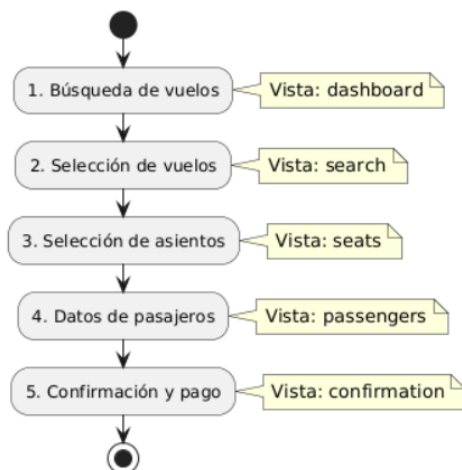 1. Búsqueda de vuelos
Vista: dashboard
2. Selección de vuelos
Vista: search
3. Selección de asientos
Vista: seats
4. Datos de pasajeros
Vista: passengers
5. Confirmación y pago
Vista: confirmation